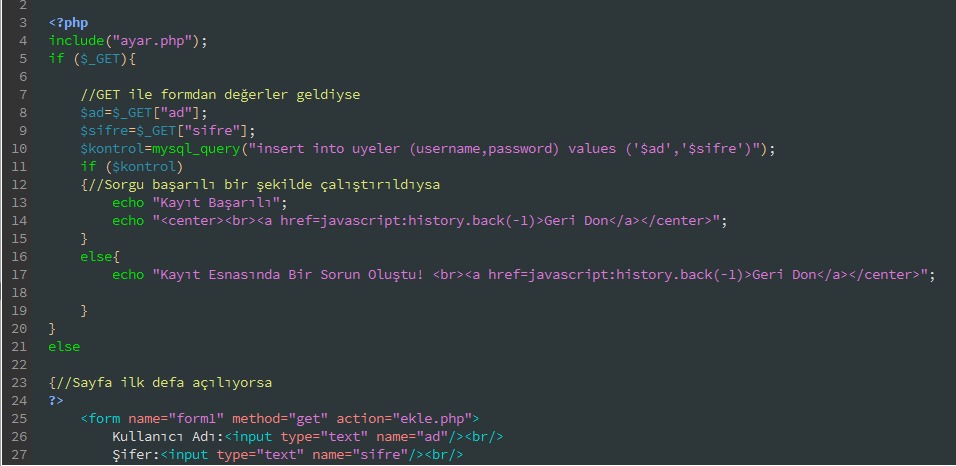 2
3 <?php
4 include("ayar.php");
5 if ($_GET){
6
7 //GET ile formdan değerler geldiyse
8 $ad=$_GET["ad"];
9 $sifre=$_GET["sifre"];
10 $kontrol=mysql_query("insert into uyeler (username,password) values ('$ad','$sifre')");
11 if ($kontrol)
12 {//Sorgu başarılı bir şekilde çalıştırıldıysa
13 echo "Kayıt Başarılı";
14 echo "<center><br><a href=javascript:history.back(-1)>Geri Don</a></center>";
15 }
16 else{
17 echo "Kayıt Esnasında Bir Sorun Oluştu! <br><a href=javascript:history.back(-1)>Geri Don</a></center>";
18
19 }
20 }
21 else
22
23 {//Sayfa ilk defa açılıyorsa
24 ?>
25 <form name="form1" method="get" action="ekle.php">
26 Kullanıcı Adı:<input type="text" name="ad"/><br/>
27 Şifer:<input type="text" name="sifre"/><br/>